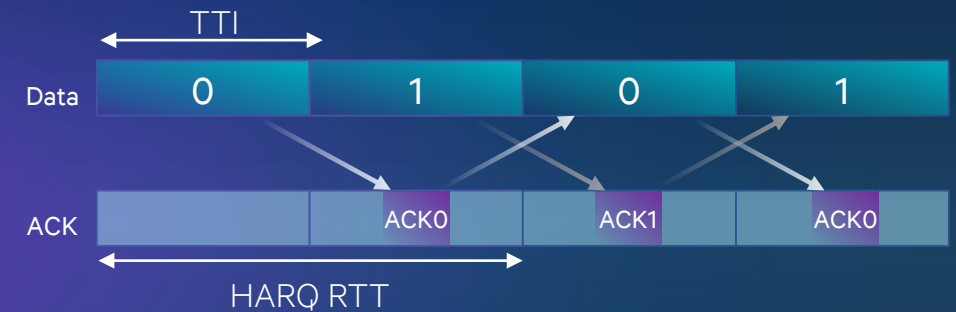 TTI
Data 0 1 0 1
ACK ACK0 ACK1 ACK0
HARQ RTT